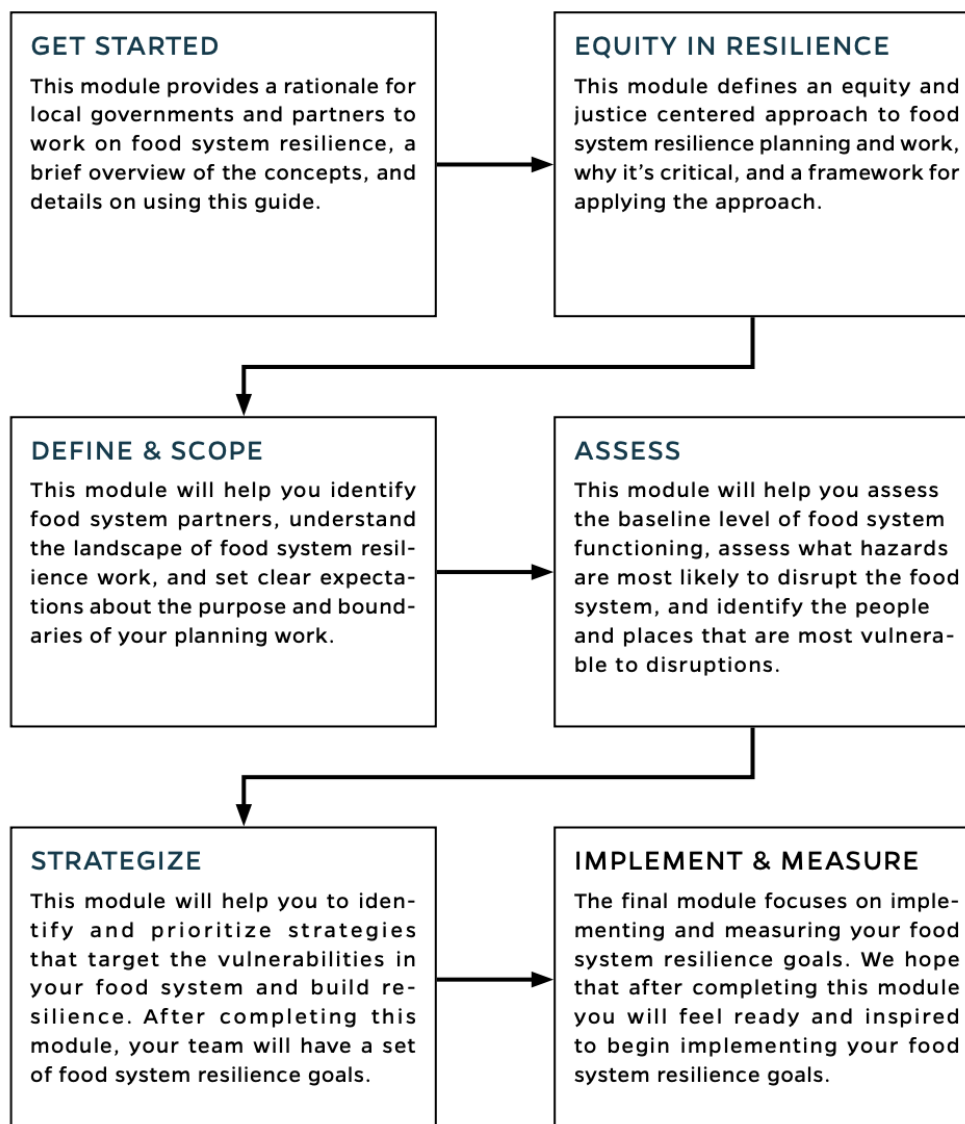 GET STARTED
This module provides a rationale for
local governments and partners to
work on food system resilience, a
brief overview of the concepts, and
details on using this guide.
EQUITY IN RESILIENCE
This module defines an equity and
justice centered approach to food
system resilience planning and work,
why it's critical, and a framework for
applying the approach.
DEFINE & SCOPE
This module will help you identify
food system partners, understand
the landscape of food system resil-
ience work, and set clear expecta-
tions about the purpose and bound-
aries of your planning work.
ASSESS
This module will help you assess
the baseline level of food system
functioning, assess what hazards
are most likely to disrupt the food
system, and identify the people
and places that are most vulnera-
ble to disruptions.
STRATEGIZE
This module will help you to iden-
tify and prioritize strategies
that target the vulnerabilities in
your food system and build re-
silience. After completing this
module, your team will have a set
of food system resilience goals.
IMPLEMENT & MEASURE
The final module focuses on imple-
menting and measuring your food
system resilience goals. We hope
that after completing this module
you will feel ready and inspired
to begin implementing your food
system resilience goals.